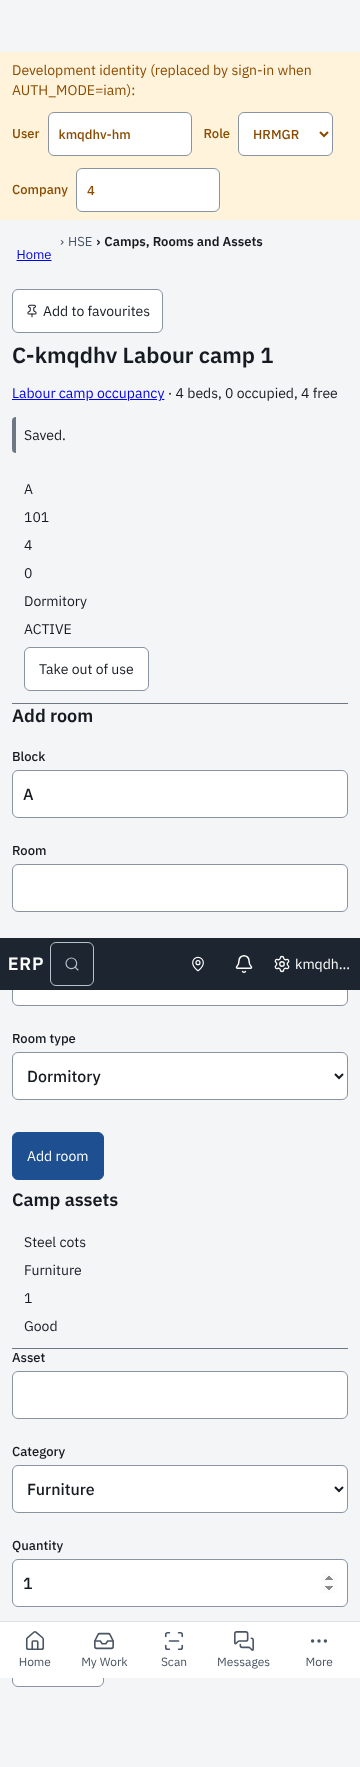 Development identity (replaced by sign-in when
AUTH_MODE=iam):
User kmqdhv-hm Role HRMGR
Company 4
Home › HSE › Camps, Rooms and Assets
Add to favourites
C-kmqdhv Labour camp 1
Labour camp occupancy · 4 beds, 0 occupied, 4 free
Saved.
A
101
4
0
Dormitory
ACTIVE
Take out of use
Add room
Block
A
Room
ERP kmqdh...
Room type
Dormitory
Add room
Camp assets
Steel cots
Furniture
1
Good
Asset
Category
Furniture
Quantity
1
Home My Work Scan Messages More